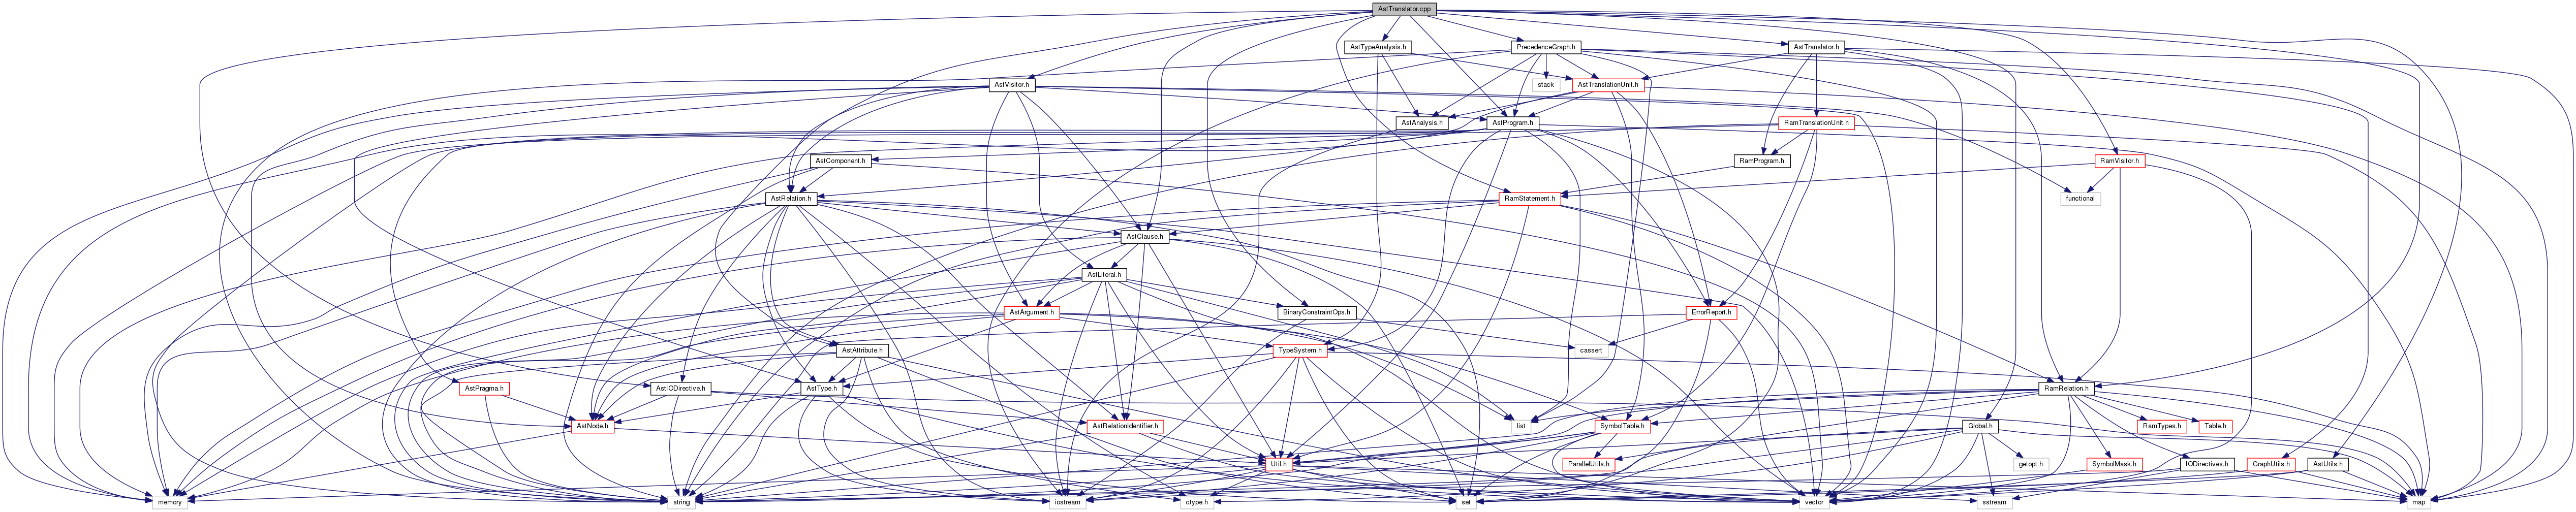 AstTranslator.cpp
AstTypeAnalysis.h
PrecedenceGraph.h
AstTranslator.h
AstVisitor.h
stack
AstTranslationUnit.h
AstAnalysis.h
AstProgram.h
RamTranslationUnit.h
AstComponent.h
RamProgram.h
RamVisitor.h
AstRelation.h
RamStatement.h
functional
AstClause.h
AstLiteral.h
AstArgument.h
BinaryConstraintOps.h
ErrorReport.h
AstAttribute.h
TypeSystem.h
cassert
AstPragma.h
AstIODirective.h
AstType.h
RamRelation.h
AstNode.h
AstRelationIdentifier.h
list
SymbolTable.h
Global.h
RamTypes.h
Table.h
Util.h
ParallelUtils.h
getopt.h
SymbolMask.h
IODirectives.h
GraphUtils.h
AstUtils.h
memory
string
iostream
ctype.h
set
vector
sstream
map